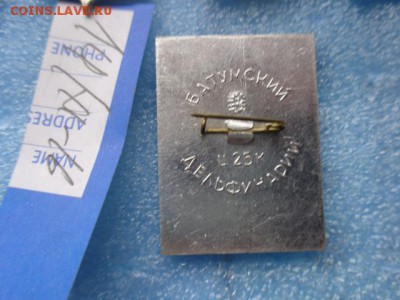 COINS.LAVE.RU
БАТУМСКИЙ
Ц 25 К
ДЕЛЬФИНАРИЙ
PHONE
ADDRES
NAME